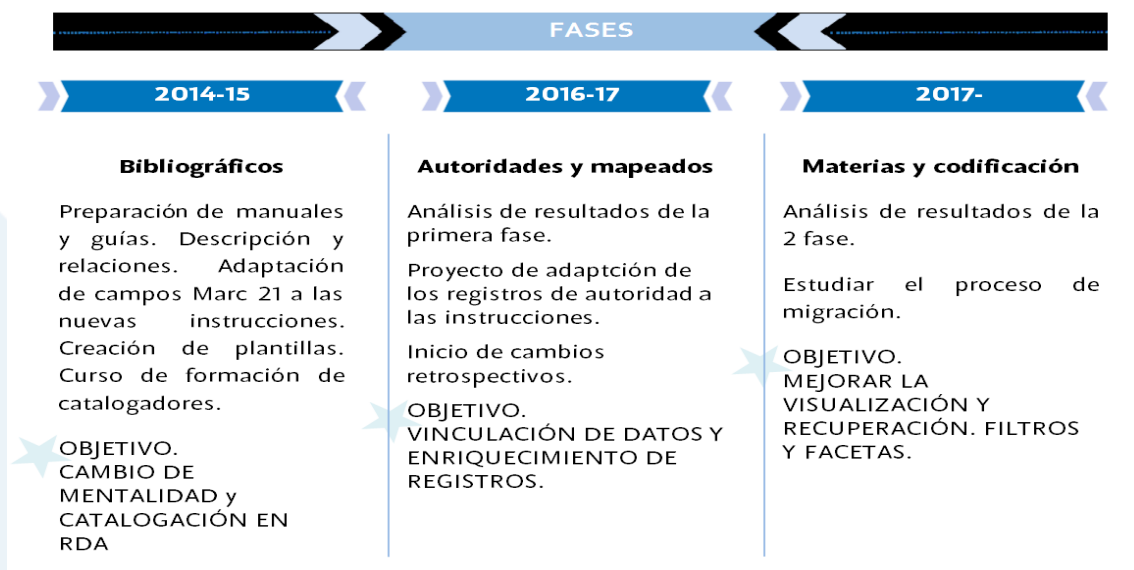 FASES
2014-15
Bibliográficos
Preparación de manuales
y guías. Descripción y
relaciones. Adaptación
de campos Marc 21 a las
nuevas instrucciones.
Creación de plantillas.
Curso de formación de
catalogadores.
OBJETIVO.
CAMBIO DE
MENTALIDAD y
CATALOGACIÓN EN
RDA
2016-17
Autoridades y mapeados
Análisis de resultados de la
primera fase.
Proyecto de adaptción de
los registros de autoridad a
las instrucciones.
Inicio de cambios
retrospectivos.
OBJETIVO.
VINCULACIÓN DE DATOS Y
ENRIQUECIMIENTO DE
REGISTROS.
2017-
Materias y codificación
Análisis de resultados de la
2 fase.
Estudiar el proceso de
migración.
OBJETIVO.
MEJORAR LA
VISUALIZACIÓN Y
RECUPERACIÓN. FILTROS
Y FACETAS.